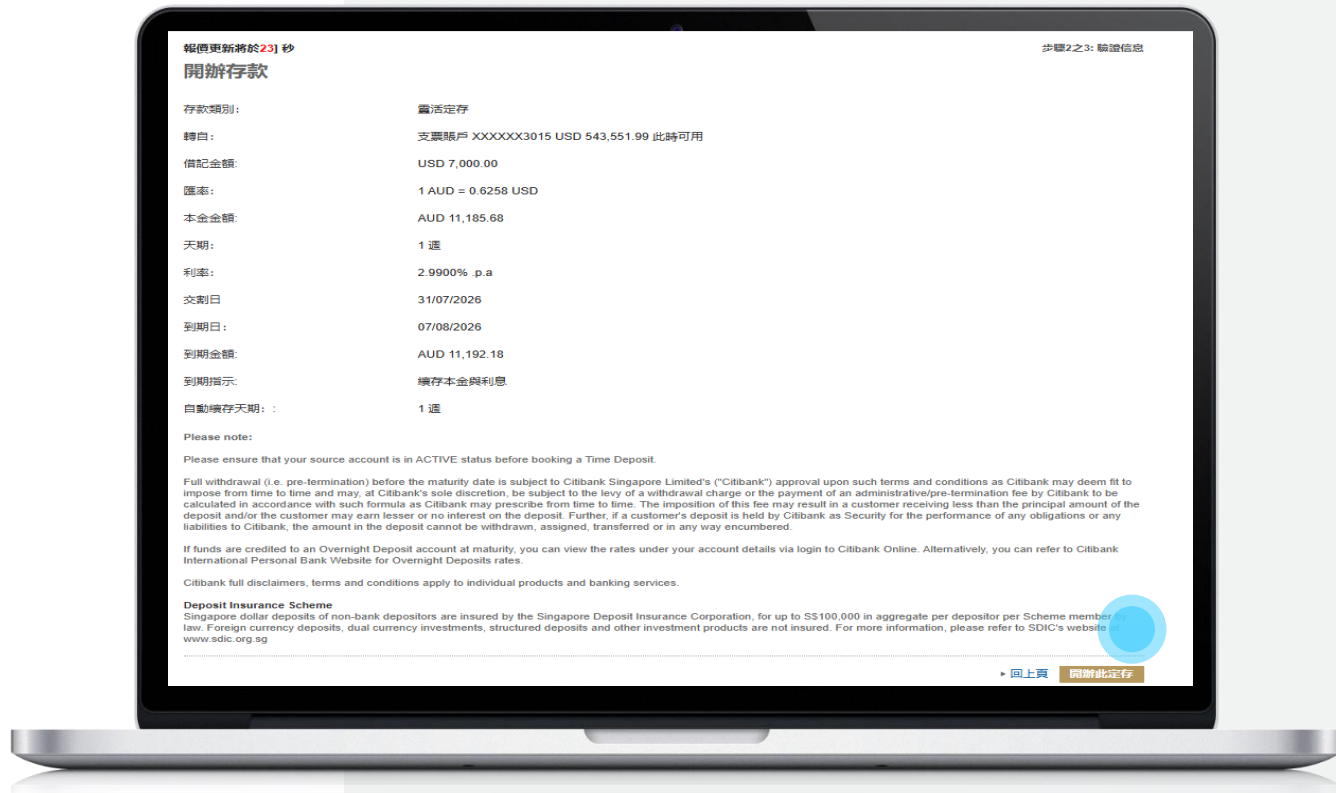 報價更新將於23] 秒
步驟2之3: 驗證信息
開辦存款
存款類別: 靈活定存
轉自: 支票賬戶 XXXXXX3015 USD 543,551.99 此時可用
借記金額: USD 7,000.00
匯率: 1 AUD = 0.6258 USD
本金金額: AUD 11,185.68
天期: 1 週
利率: 2.9900% .p.a
交割日 31/07/2026
到期日: 07/08/2026
到期金額: AUD 11,192.18
到期指示: 續存本金與利息
自動續存天期: : 1 週
Please note:
Please ensure that your source account is in ACTIVE status before booking a Time Deposit.
Full withdrawal (i.e. pre-termination) before the maturity date is subject to Citibank Singapore Limited's ("Citibank") approval upon such terms and conditions as Citibank may deem fit to
impose from time to time and may, at Citibank's sole discretion, be subject to the levy of a withdrawal charge or the payment of an administrative/pre-termination fee by Citibank to be
calculated in accordance with such formula as Citibank may prescribe from time to time. The imposition of this fee may result in a customer receiving less than the principal amount of the
deposit and/or the customer may earn lesser or no interest on the deposit. Further, if a customer's deposit is held by Citibank as Security for the performance of any obligations or any
liabilities to Citibank, the amount in the deposit cannot be withdrawn, assigned, transferred or in any way encumbered.
If funds are credited to an Overnight Deposit account at maturity, you can view the rates under your account details via login to Citibank Online. Alternatively, you can refer to Citibank
International Personal Bank Website for Overnight Deposits rates.
Citibank full disclaimers, terms and conditions apply to individual products and banking services.
Deposit Insurance Scheme
Singapore dollar deposits of non-bank depositors are insured by the Singapore Deposit Insurance Corporation, for up to S$100,000 in aggregate per depositor per Scheme member by
law. Foreign currency deposits, dual currency investments, structured deposits and other investment products are not insured. For more information, please refer to SDIC's website at
www.sdic.org.sg
回上頁 開辦此定存